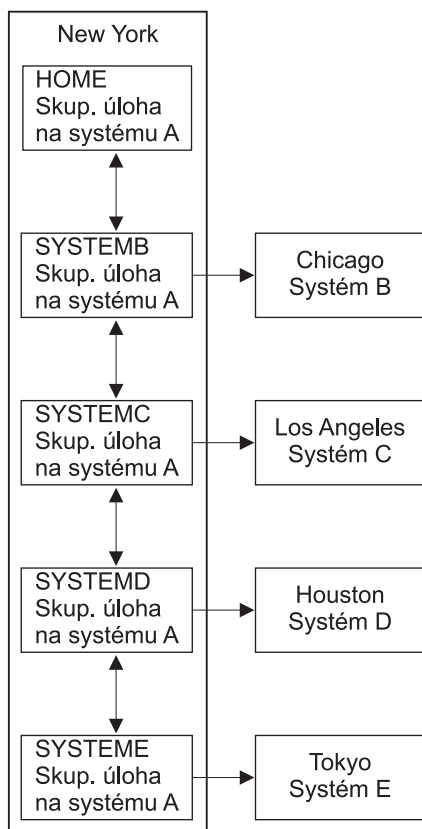 New York
HOME
Skup. úloha
na systému A
SYSTEMB
Skup. úloha
na systému A
Chicago
Systém B
SYSTEMC
Skup. úloha
na systému A
Los Angeles
Systém C
SYSTEMD
Skup. úloha
na systému A
Houston
Systém D
SYSTEME
Skup. úloha
na systému A
Tokyo
Systém E